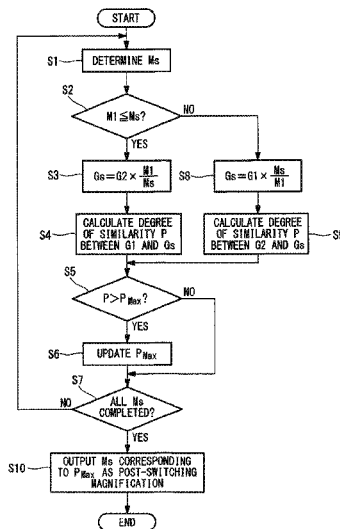 START
S1
DETERMINE Ms
S2
M1≦Ms?
NO
YES
S3
Gs=G2×M1/Ms
S8
Gs=G1×Ms/M1
S4
CALCULATE DEGREE
OF SIMILARITY P
BETWEEN G1 AND Gs
CALCULATE DEGREE
OF SIMILARITY P
BETWEEN G2 AND Gs
S5
P>PMax?
NO
YES
S6
UPDATE PMax
S7
ALL Ms
COMPLETED?
NO
YES
S10
OUTPUT Ms CORRESPONDING
TO PMax AS POST-SWITCHING
MAGNIFICATION
END